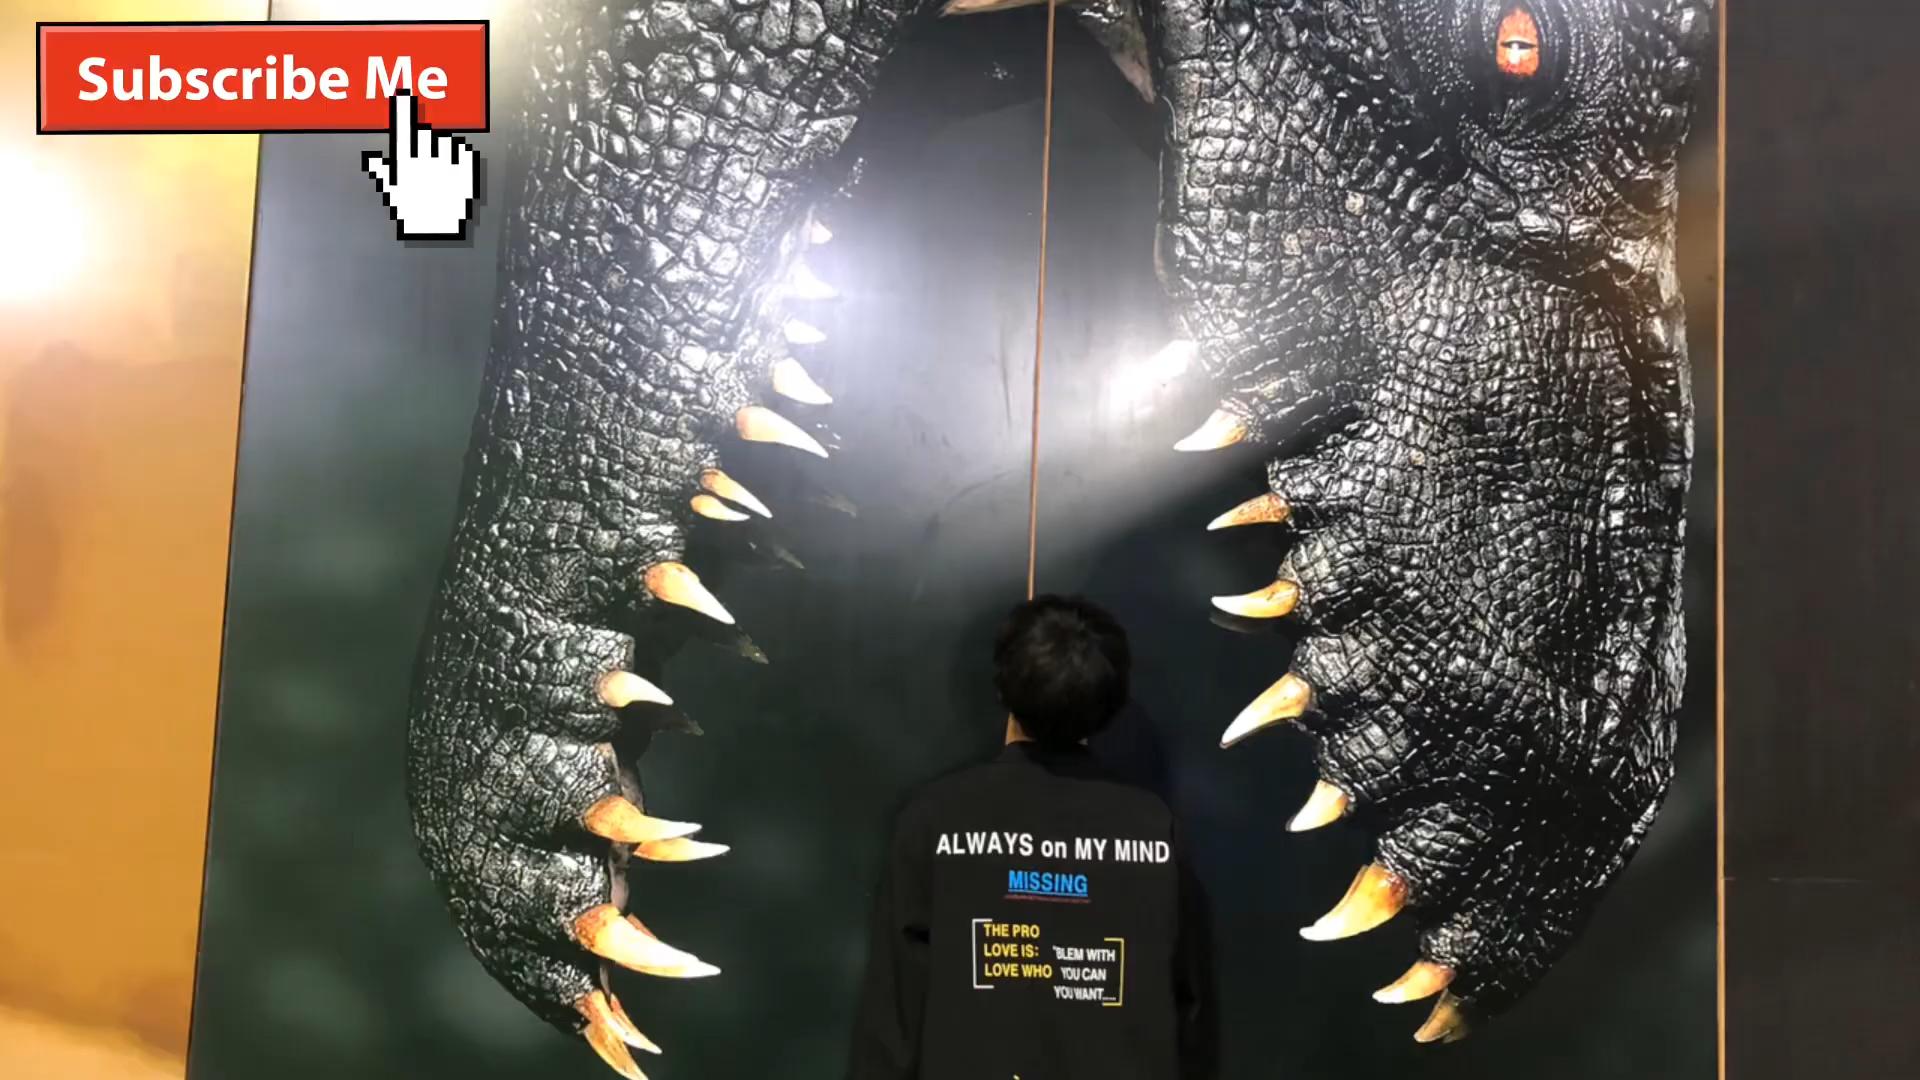 Subscribe Me
ALWAYS on MY MIND
MISSING
THE PRO
LOVE IS: "BLEM WITH
LOVE WHO YOU CAN
YOU WANT....